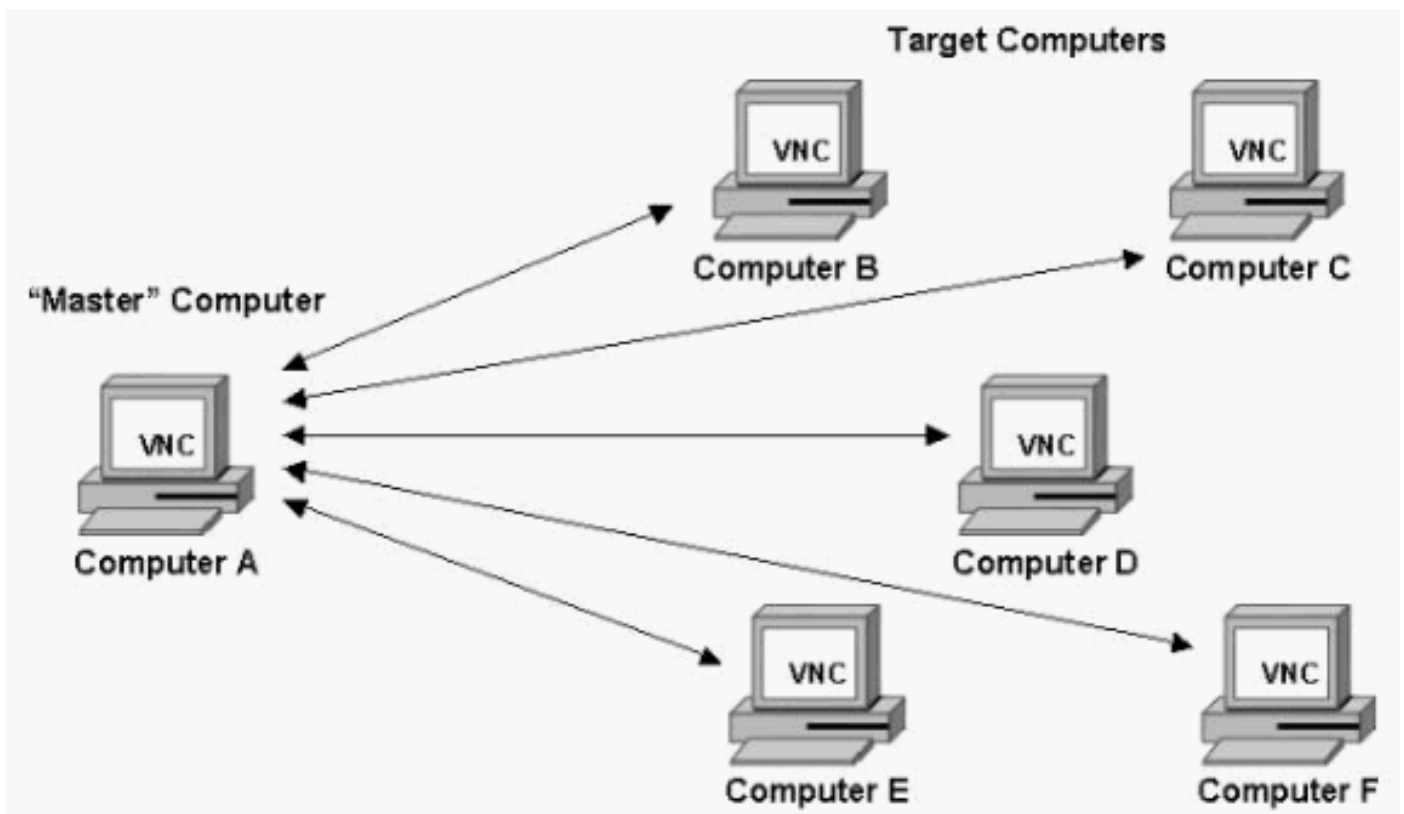 Target Computers
VNC
VNC
Computer B
Computer C
“Master” Computer
VNC
VNC
Computer A
Computer D
VNC
VNC
Computer E
Computer F